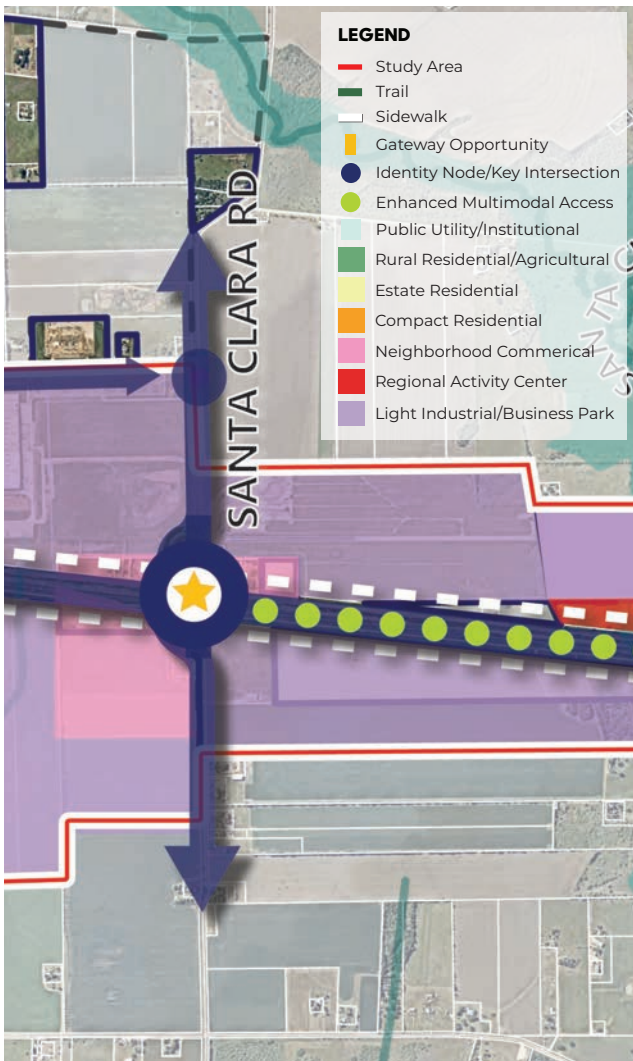 LEGEND
Study Area
Trail
Sidewalk
Gateway Opportunity
Identity Node/Key Intersection
Enhanced Multimodal Access
Public Utility/Institutional
Rural Residential/Agricultural
Estate Residential
Compact Residential
Neighborhood Commerical
Regional Activity Center
Light Industrial/Business Park
SANTA CLARA RD